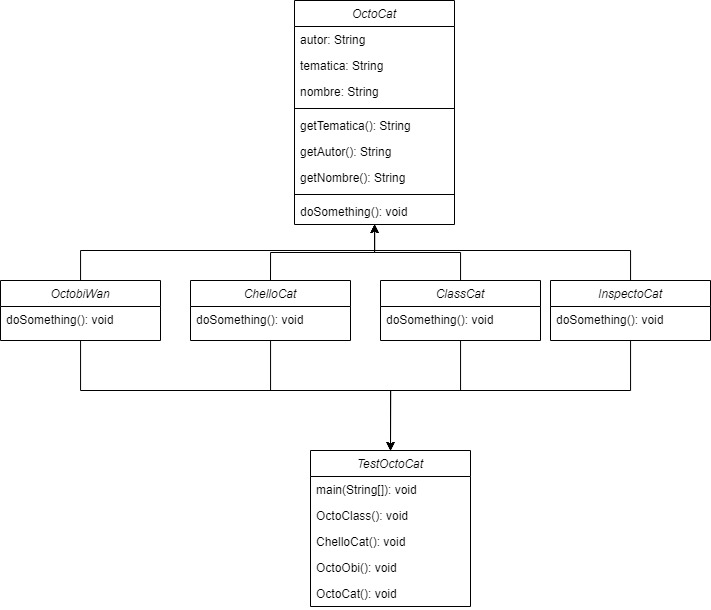 OctoCat
autor: String
tematica: String
nombre: String
getTematica(): String
getAutor(): String
getNombre(): String
doSomething(): void
OctobiWan
doSomething(): void
ChelloCat
doSomething(): void
ClassCat
doSomething(): void
InspectoCat
doSomething(): void
TestOctoCat
main(String[]): void
OctoClass(): void
ChelloCat(): void
OctoObi(): void
OctoCat(): void